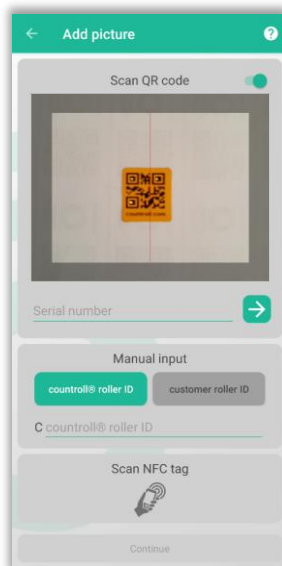 Add picture
Scan QR code
countroll.com
Serial number
Manual input
countroll® roller ID
customer roller ID
C countroll® roller ID
Scan NFC tag
Continue